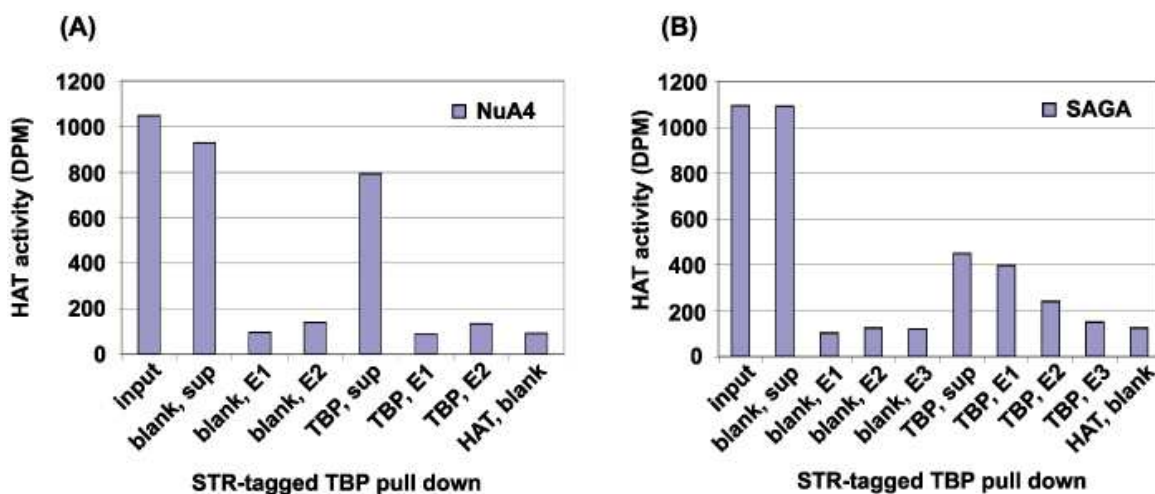 (A)
1200
1000
800
600
400
200
0
HAT activity (DPM)
NuA4
input
blank, sup
blank, E1
blank, E2
TBP, sup
TBP, E1
TBP, E2
HAT, blank
STR-tagged TBP pull down
(B)
1200
1000
800
600
400
200
0
HAT activity (DPM)
SAGA
input
blank, sup
blank, E1
blank, E2
blank, E3
TBP, sup
TBP, E1
TBP, E2
TBP, E3
HAT, blank
STR-tagged TBP pull down